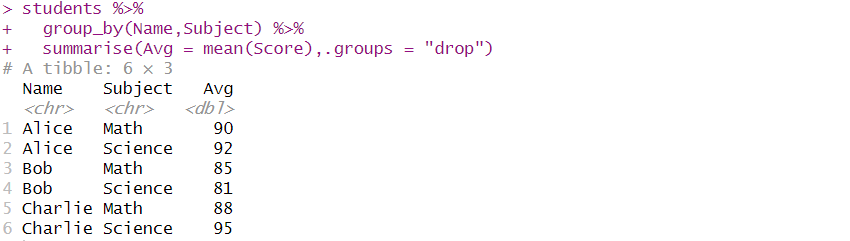 > students %>%
+   group_by(Name,Subject) %>%
+   summarise(Avg = mean(Score),.groups = "drop")
# A tibble: 6 × 3
  Name    Subject   Avg
  <chr>   <chr>   <dbl>
1 Alice   Math       90
2 Alice   Science    92
3 Bob     Math       85
4 Bob     Science    81
5 Charlie Math       88
6 Charlie Science    95